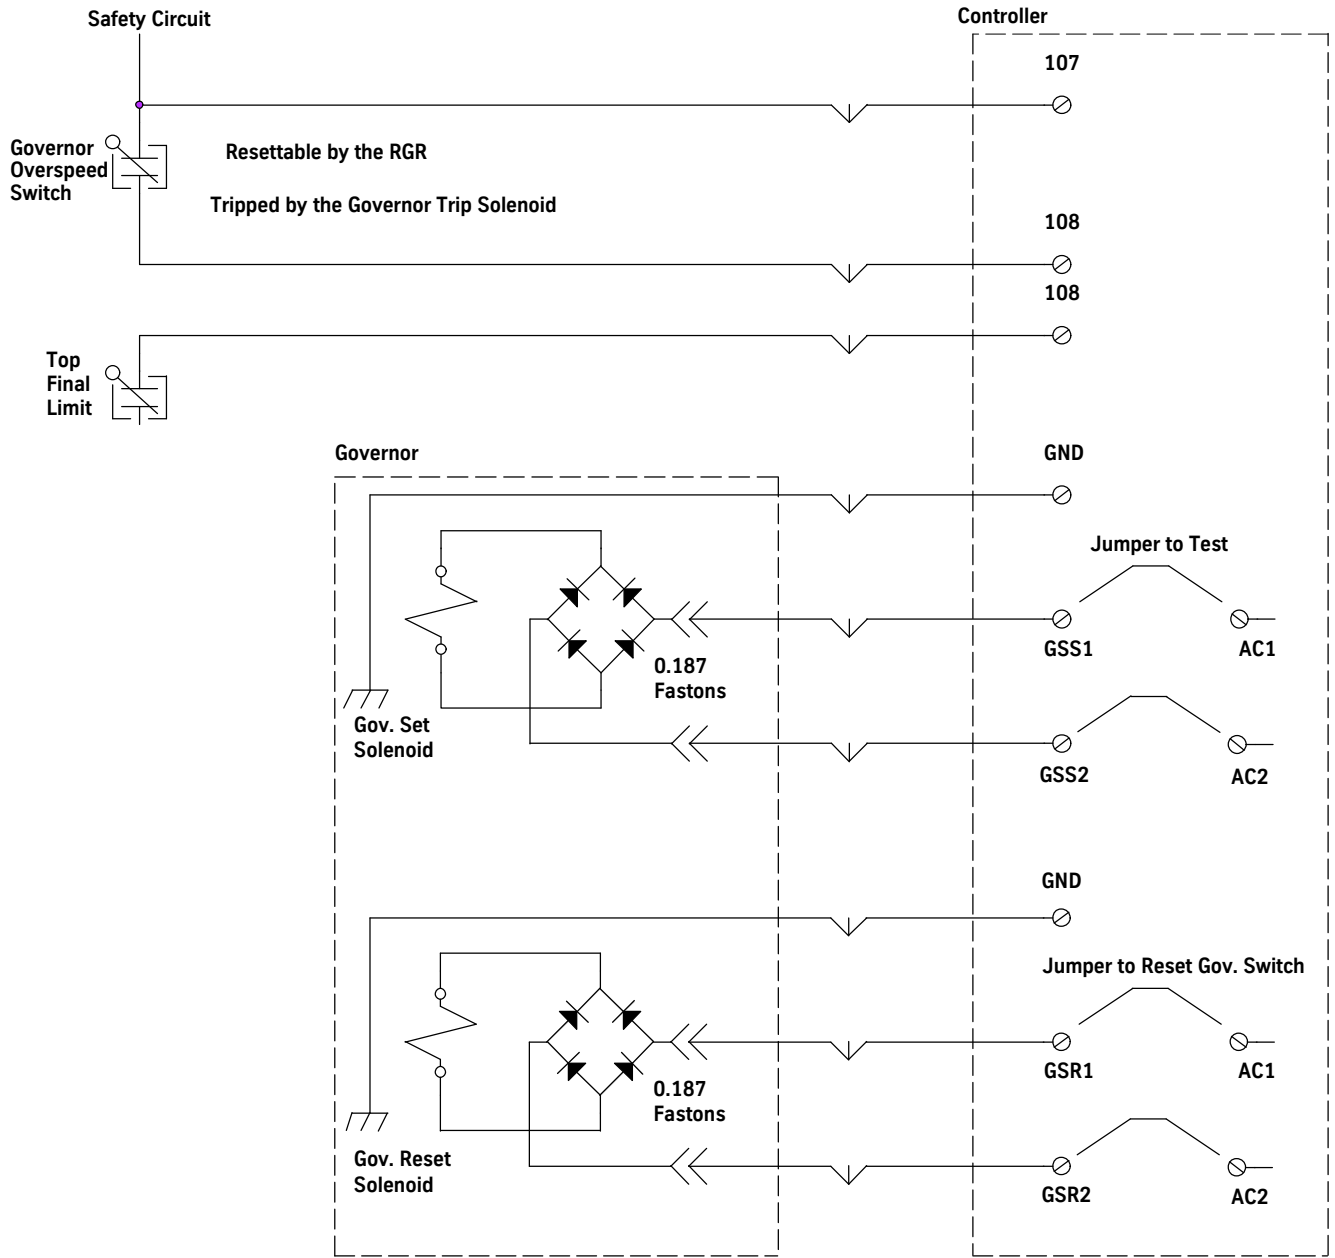 Safety Circuit
Controller
107
Governor
Overspeed
Switch
Resettable by the RGR
Tripped by the Governor Trip Solenoid
108
108
Top
Final
Limit
Governor
GND
Jumper to Test
GSS1
AC1
0.187
Fastons
Gov. Set
Solenoid
GSS2
AC2
GND
Jumper to Reset Gov. Switch
GSR1
AC1
0.187
Fastons
Gov. Reset
Solenoid
GSR2
AC2